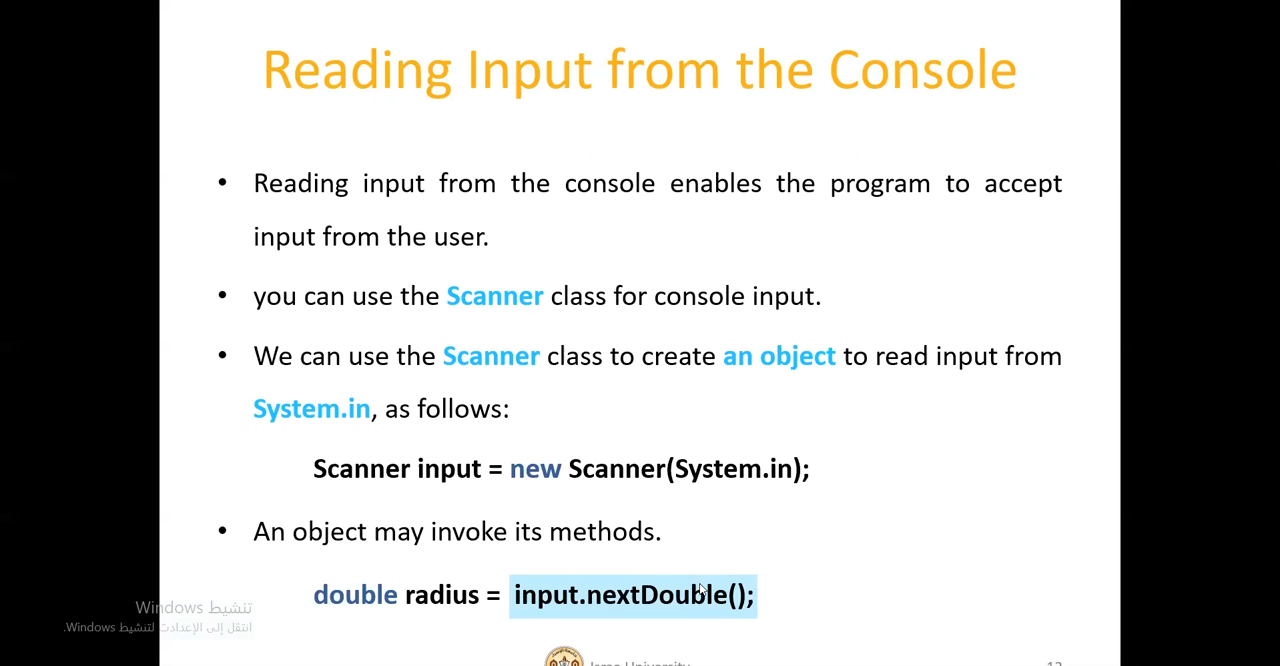 Reading Input from the Console
• Reading input from the console enables the program to accept
input from the user.
• you can use the Scanner class for console input.
• We can use the Scanner class to create an object to read input from
System.in, as follows:
Scanner input = new Scanner(System.in);
• An object may invoke its methods.
double radius = input.nextDouble();
تنشيط Windows
انتقل إلى الإعدادات لتنشيط Windows.
Isra University